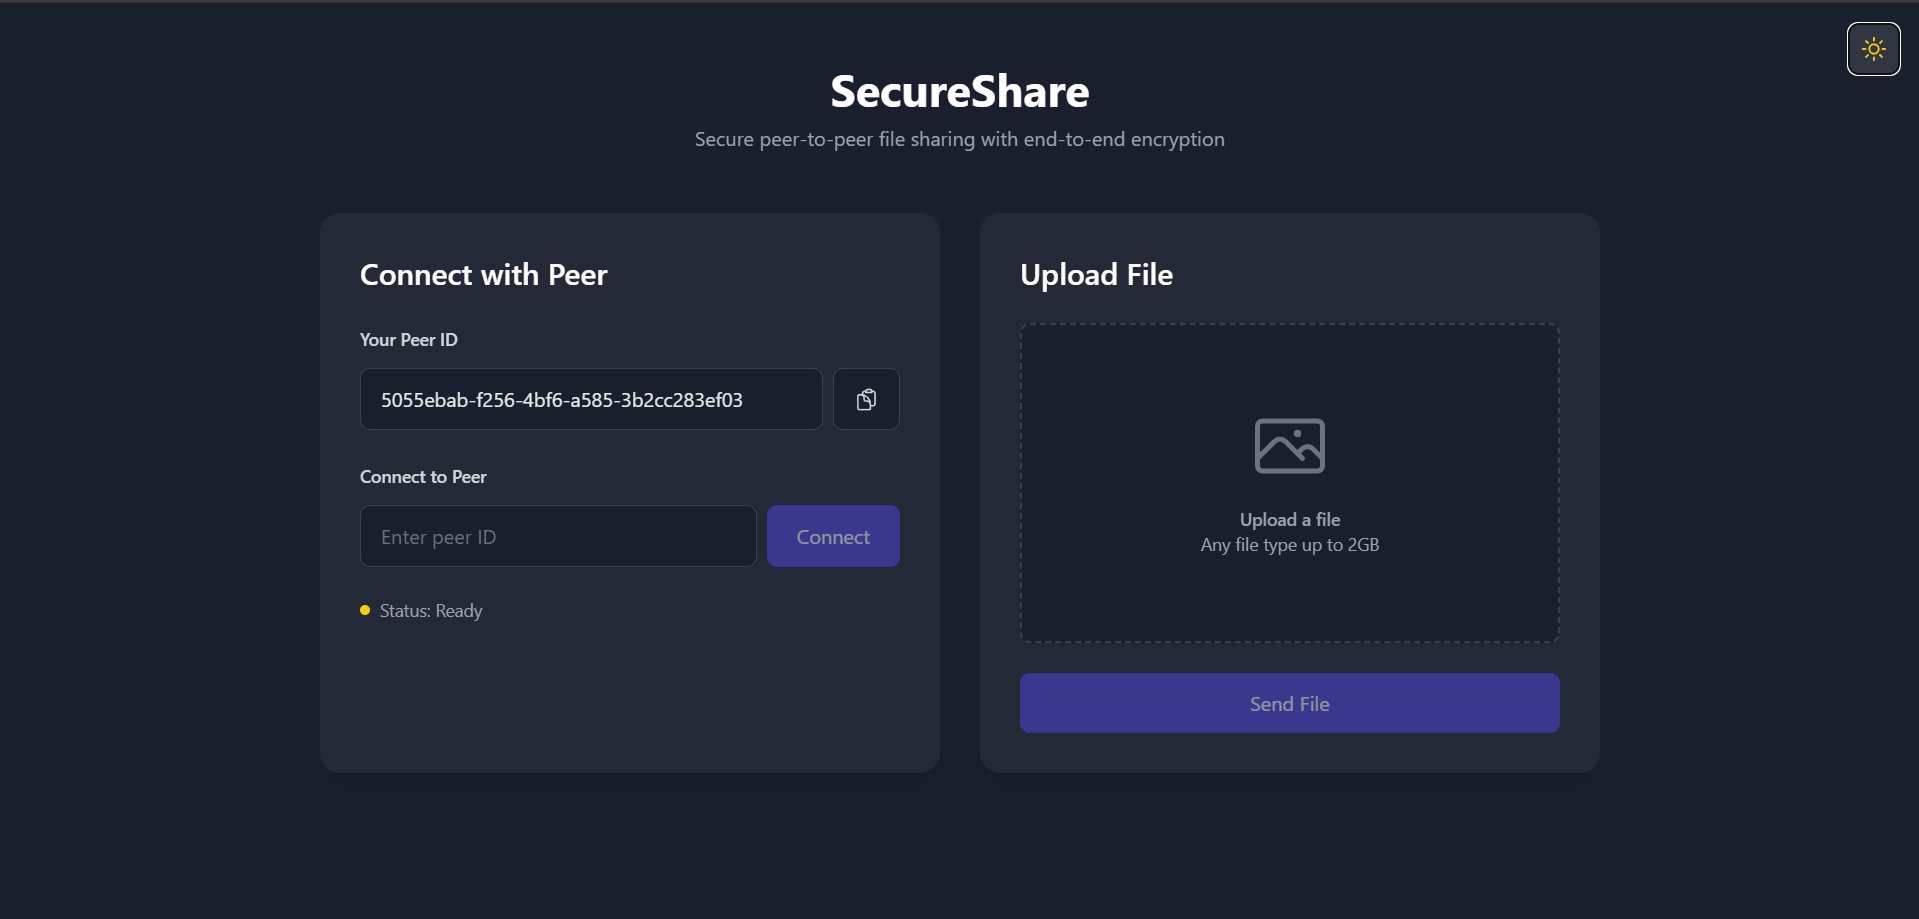 SecureShare
Secure peer-to-peer file sharing with end-to-end encryption
Connect with Peer
Your Peer ID
5055ebab-f256-4bf6-a585-3b2cc283ef03
Connect to Peer
Enter peer ID
Connect
Status: Ready
Upload File
Upload a file
Any file type up to 2GB
Send File